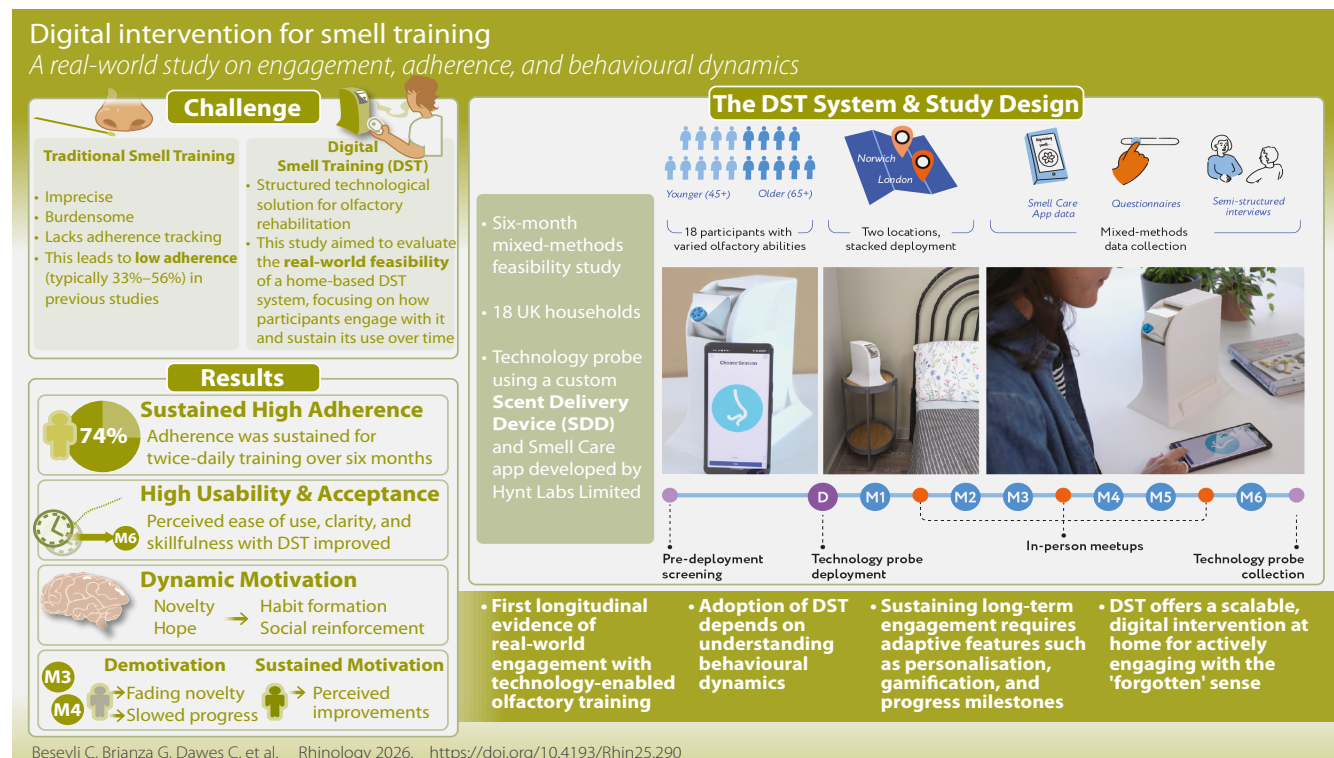 Digital intervention for smell training
A real-world study on engagement, adherence, and behavioural dynamics
Challenge
Traditional Smell Training
• Imprecise
• Burdensome
• Lacks adherence tracking
• This leads to low adherence
(typically 33%–56%) in
previous studies
Digital
Smell Training (DST)
• Structured technological
solution for olfactory
rehabilitation
• This study aimed to evaluate
the real-world feasibility
of a home-based DST
system, focusing on how
participants engage with it
and sustain its use over time
Results
74%
Sustained High Adherence
Adherence was sustained for
twice-daily training over six months
High Usability & Acceptance
M6
Perceived ease of use, clarity, and
skillfulness with DST improved
Dynamic Motivation
Novelty
Hope
Habit formation
Social reinforcement
M3
M4
Demotivation
Fading novelty
Slowed progress
Sustained Motivation
Perceived
improvements
The DST System & Study Design
• Six-month
mixed-methods
feasibility study
• 18 UK households
• Technology probe
using a custom
Scent Delivery
Device (SDD)
and Smell Care
app developed by
Hynt Labs Limited
Younger (45+) Older (65+)
18 participants with
varied olfactory abilities
Norwich
London
Two locations,
stacked deployment
Smell Care
App data
Questionnaires
Semi-structured
interviews
Mixed-methods
data collection
Choose Session
D M1 M2 M3 M4 M5 M6
Pre-deployment
screening
Technology probe
deployment
In-person meetups
Technology probe
collection
• First longitudinal
evidence of
real-world
engagement with
technology-enabled
olfactory training
• Adoption of DST
depends on
understanding
behavioural
dynamics
• Sustaining long-term
engagement requires
adaptive features such
as personalisation,
gamification, and
progress milestones
• DST offers a scalable,
digital intervention at
home for actively
engaging with the
'forgotten' sense
Beseyli C, Brianza G, Dawes C, et al. Rhinology 2026. https://doi.org/10.4193/Rhin25.290